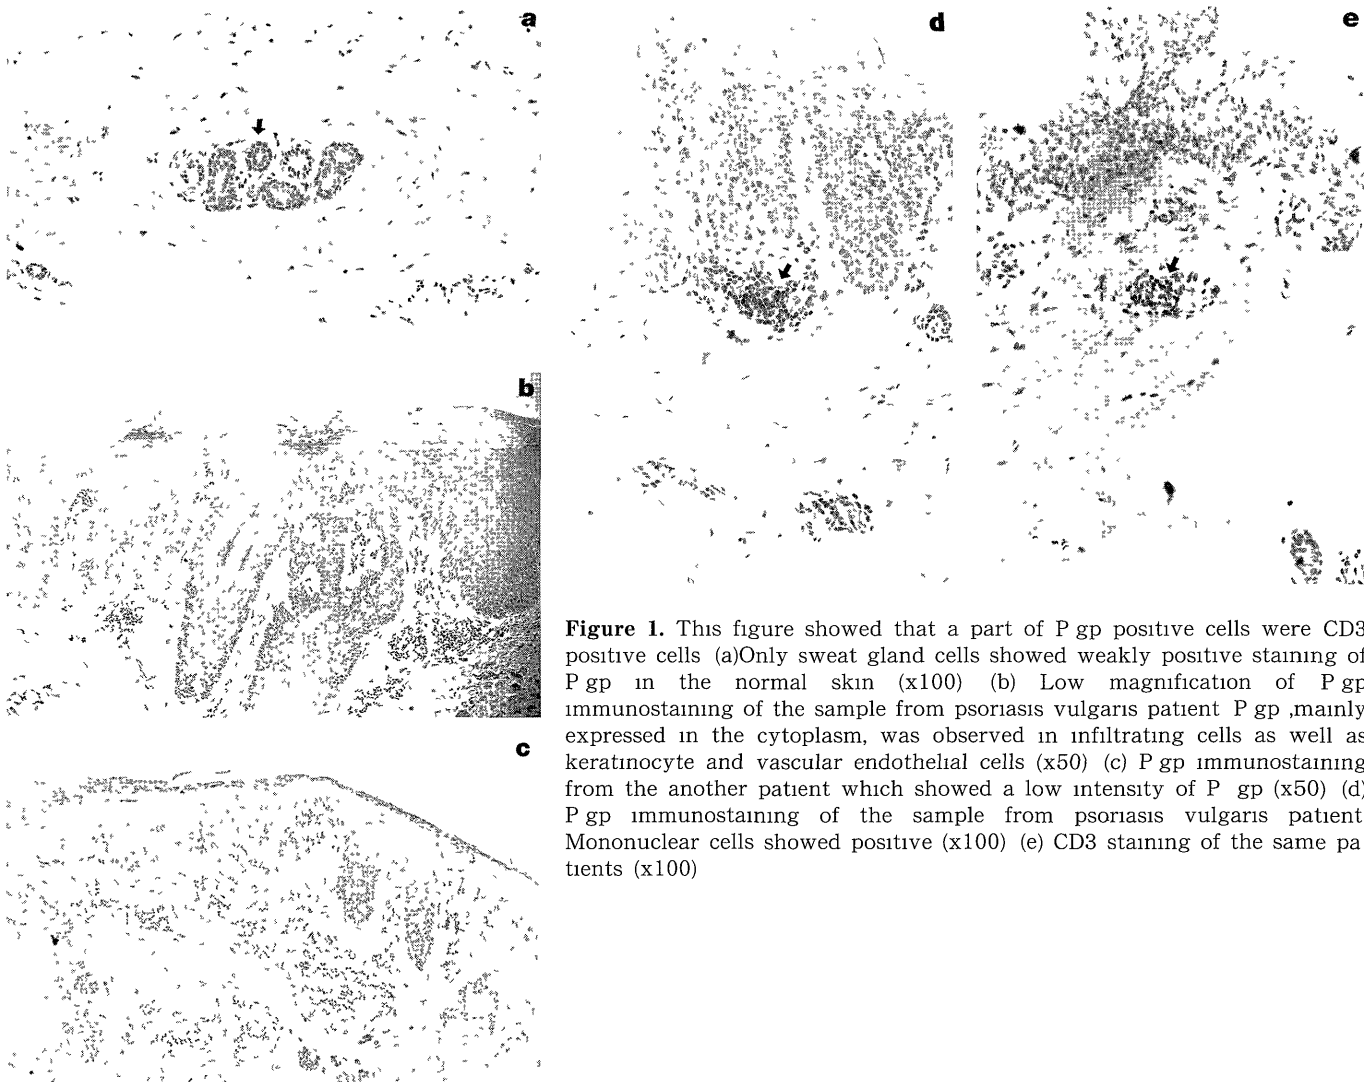 a
b
c
d
e
Figure 1. This figure showed that a part of P gp positive cells were CD3
positive cells (a)Only sweat gland cells showed weakly positive staining of
P gp in the normal skin (x100) (b) Low magnification of P gp
immunostaining of the sample from psoriasis vulgaris patient P gp ,mainly
expressed in the cytoplasm, was observed in infiltrating cells as well as
keratinocyte and vascular endothelial cells (x50) (c) P gp immunostaining
from the another patient which showed a low intensity of P gp (x50) (d)
P gp immunostaining of the sample from psoriasis vulgaris patient
Mononuclear cells showed positive (x100) (e) CD3 staining of the same pa
tients (x100)